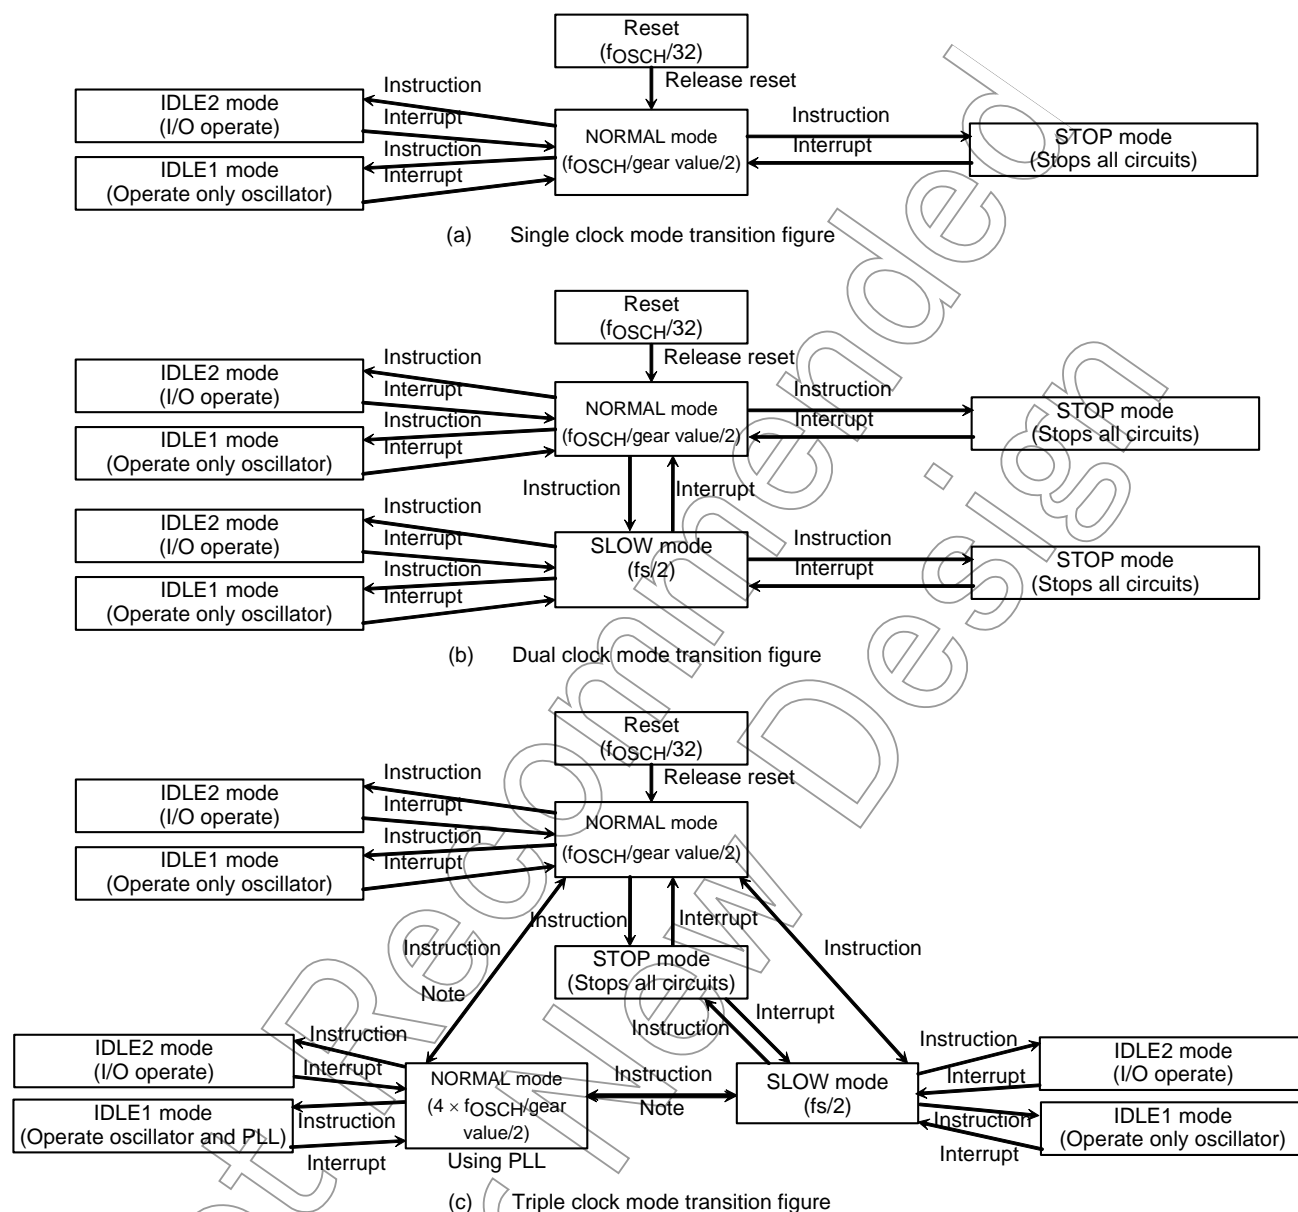 Reset
(fOSCH/32)
Release reset
IDLE2 mode
(I/O operate)
Instruction
Interrupt
Instruction
Interrupt
IDLE1 mode
(Operate only oscillator)
NORMAL mode
(fOSCH/gear value/2)
Instruction
Interrupt
STOP mode
(Stops all circuits)
(a) Single clock mode transition figure
Reset
(fOSCH/32)
Release reset
IDLE2 mode
(I/O operate)
Instruction
Interrupt
Instruction
Interrupt
IDLE1 mode
(Operate only oscillator)
NORMAL mode
(fOSCH/gear value/2)
Instruction
Interrupt
STOP mode
(Stops all circuits)
Instruction
Interrupt
IDLE2 mode
(I/O operate)
Instruction
Interrupt
Instruction
Interrupt
IDLE1 mode
(Operate only oscillator)
SLOW mode
(fs/2)
Instruction
Interrupt
STOP mode
(Stops all circuits)
(b) Dual clock mode transition figure
Reset
(fOSCH/32)
Release reset
IDLE2 mode
(I/O operate)
Instruction
Interrupt
Instruction
Interrupt
IDLE1 mode
(Operate only oscillator)
NORMAL mode
(fOSCH/gear value/2)
Instruction
Interrupt
Instruction
Note
Instruction
STOP mode
(Stops all circuits)
Instruction
Interrupt
IDLE2 mode
(I/O operate)
Instruction
Interrupt
Instruction
Interrupt
IDLE1 mode
(Operate oscillator and PLL)
NORMAL mode
(4 × fOSCH/gear
value/2)
Using PLL
Instruction
Note
SLOW mode
(fs/2)
Instruction
Interrupt
Instruction
Interrupt
IDLE2 mode
(I/O operate)
IDLE1 mode
(Operate only oscillator)
(c) Triple clock mode transition figure
Recommended
New Design